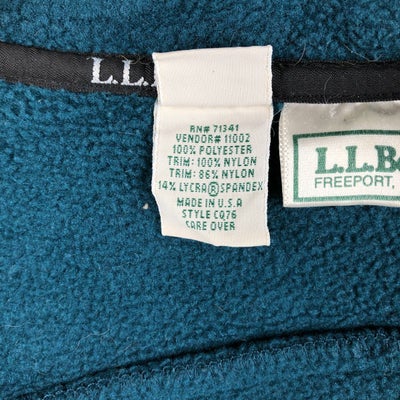 L.L.
RN# 71341
VENDOR# 11002
100% POLYESTER
TRIM: 100% NYLON
TRIM: 86% NYLON
14% LYCRA® SPANDEX
MADE IN U.S.A
STYLE CQ76
CARE OVER
L.L.B
FREEPORT,